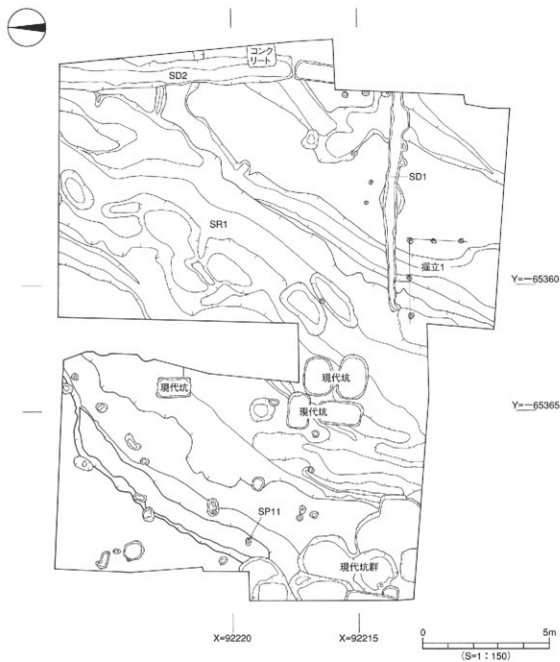 コンク
リート
SD2
SD1
SR1
掘立1
Y=－65360
現代坑
現代坑
現代坑
Y=－65365
SP11
現代坑群
X=92220
X=92215
0
5m
(S=1：150)